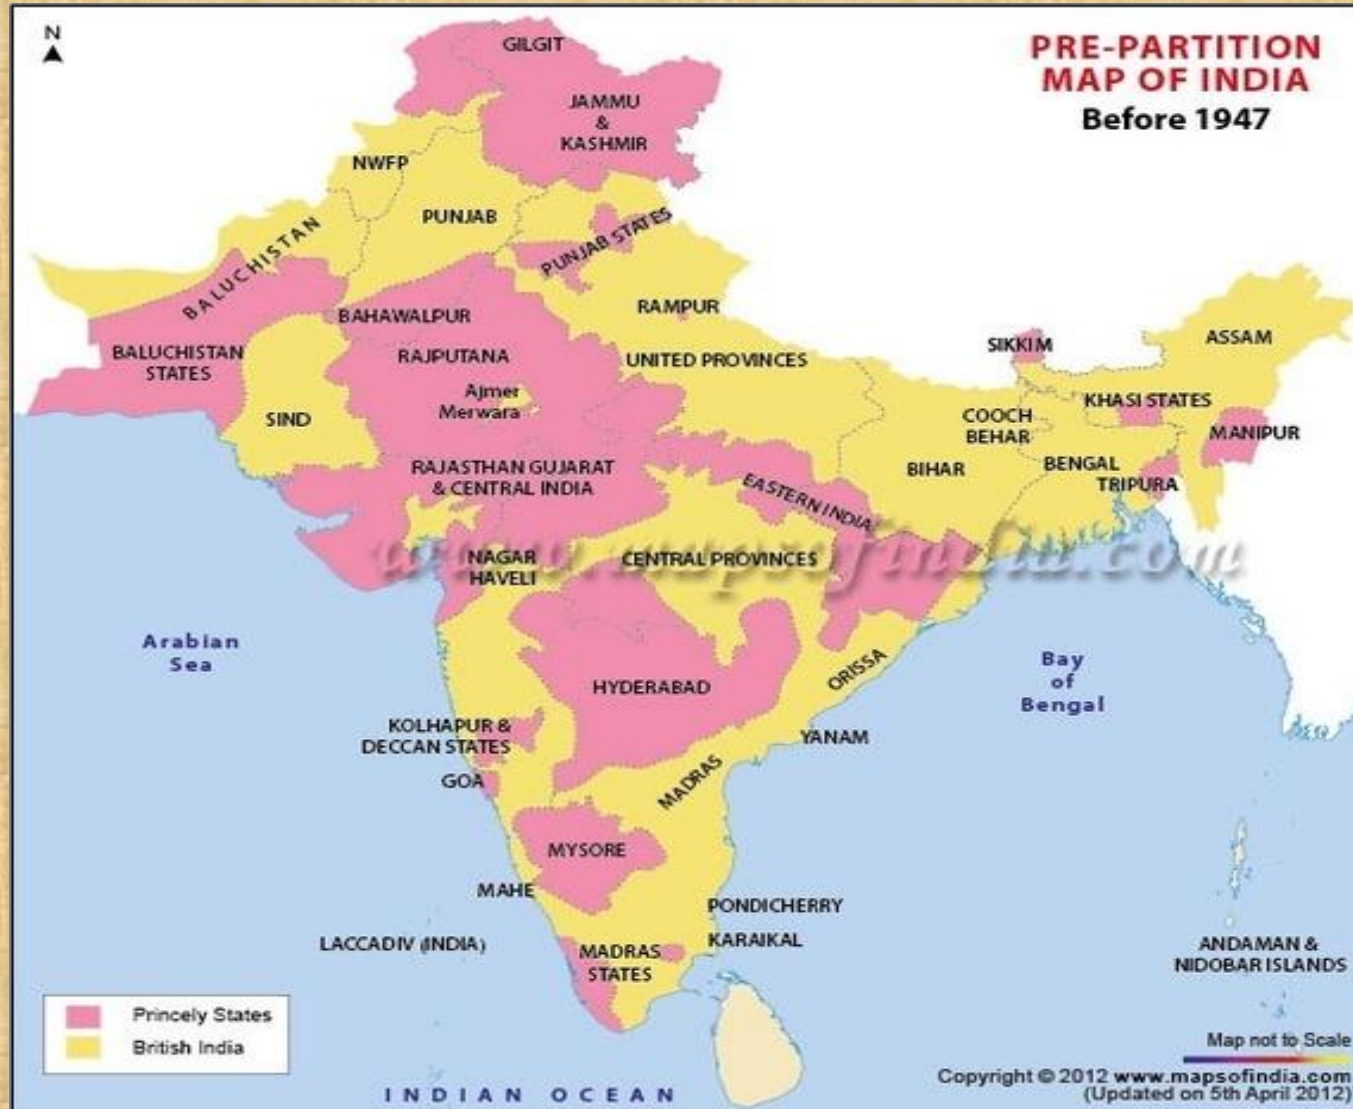 N
PRE-PARTITION
MAP OF INDIA
Before 1947
GILGIT
JAMMU
&
KASHMIR
NWFP
PUNJAB
BALUCHISTAN
PUNJAB STATES
BAHAWALPUR
RAMPUR
BALUCHISTAN
STATES
RAJPUTANA
UNITED PROVINCES
SIKKIM
ASSAM
Ajmer
Merwara
SIND
COOCH
BEHAR
KHASI STATES
MANIPUR
RAJASTHAN GUJARAT
& CENTRAL INDIA
BIHAR
BENGAL
TRIPURA
EASTERN INDIA
www.mapsofindia.com
NAGAR
HAVELI
CENTRAL PROVINCES
Arabian
Sea
Bay
of
Bengal
HYDERABAD
ORISSA
KOLHAPUR &
DECCAN STATES
YANAM
GOA
MADRAS
MYSORE
MAHE
PONDICHERRY
LACCADIV (INDIA)
KARAIKAL
MADRAS
STATES
ANDAMAN &
NIDOBAR ISLANDS
Princely States
British India
INDIAN OCEAN
Map not to Scale
Copyright © 2012 www.mapsofindia.com
(Updated on 5th April 2012)